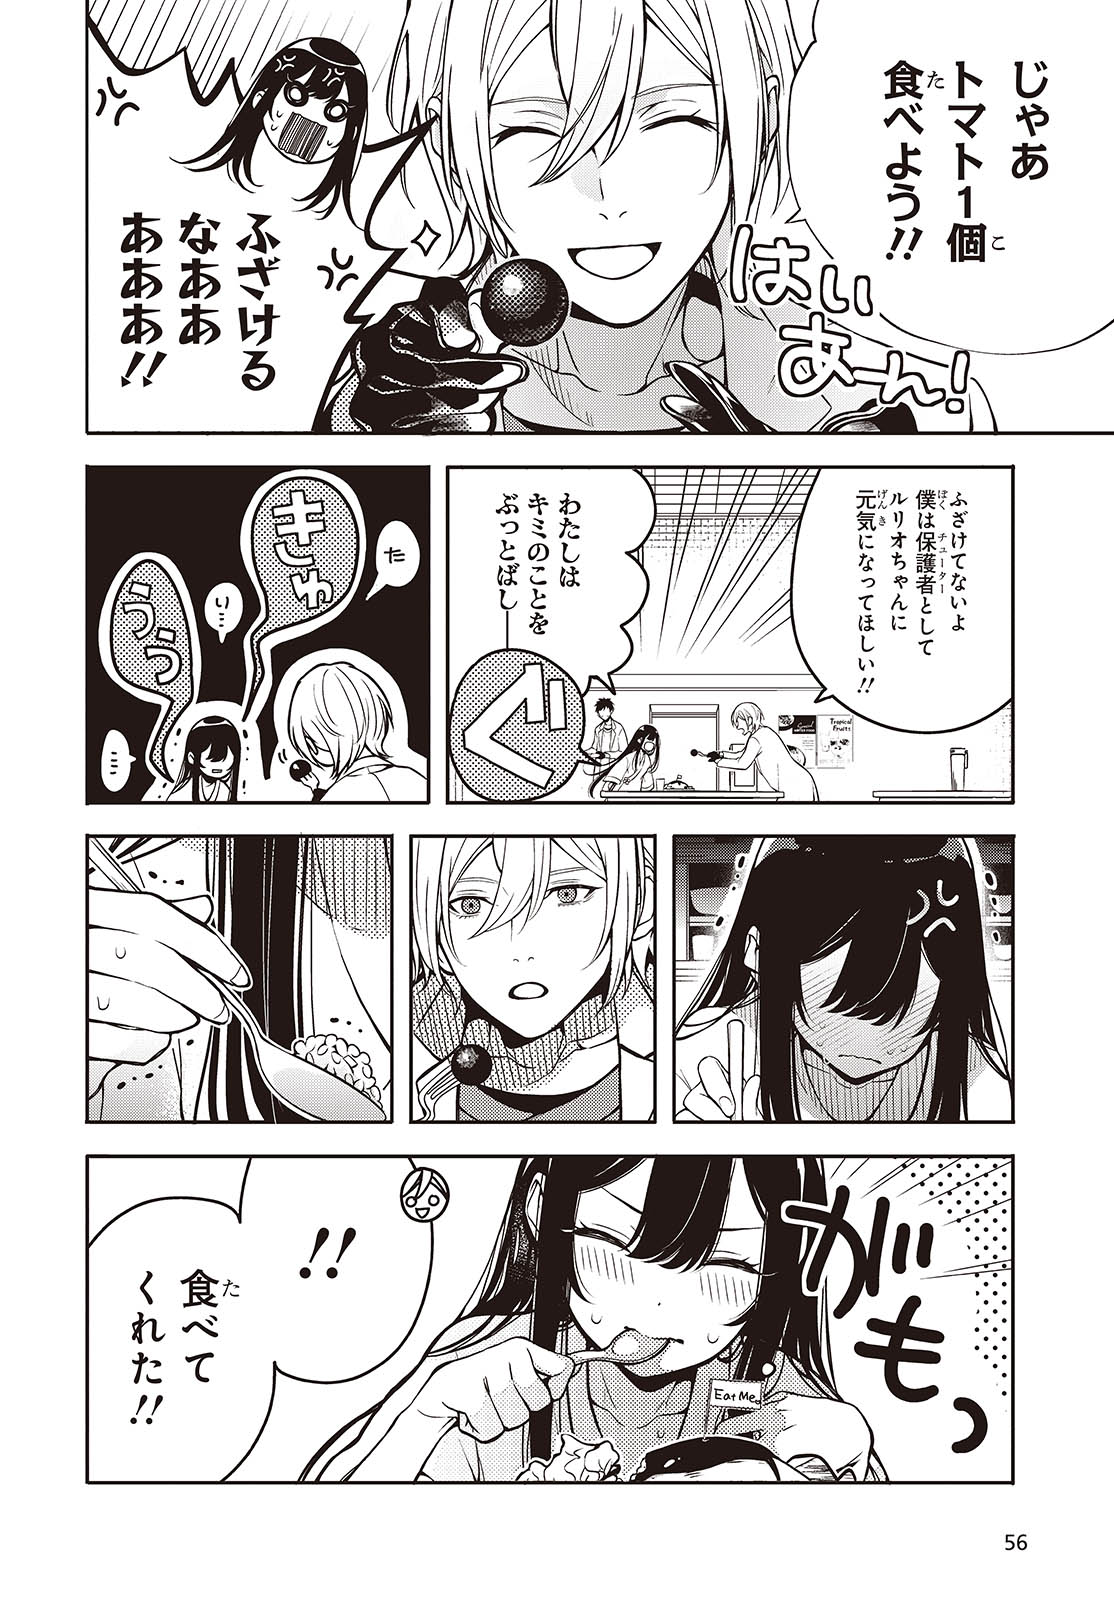 じゃあ
トマト1個
食べよう!!
はい
あーん!
ふざける
なあああ
あああ!!
ふざけてないよ
僕は保護者として
ルリオちゃんに
元気になってほしい!!
わたしは
キミのことを
ぶっとばし
ぐ
Tropical
Fruits
きゅ
た
り…
うぅ
……
がもっ
Eat Me
!!
食べて
くれた!!
56